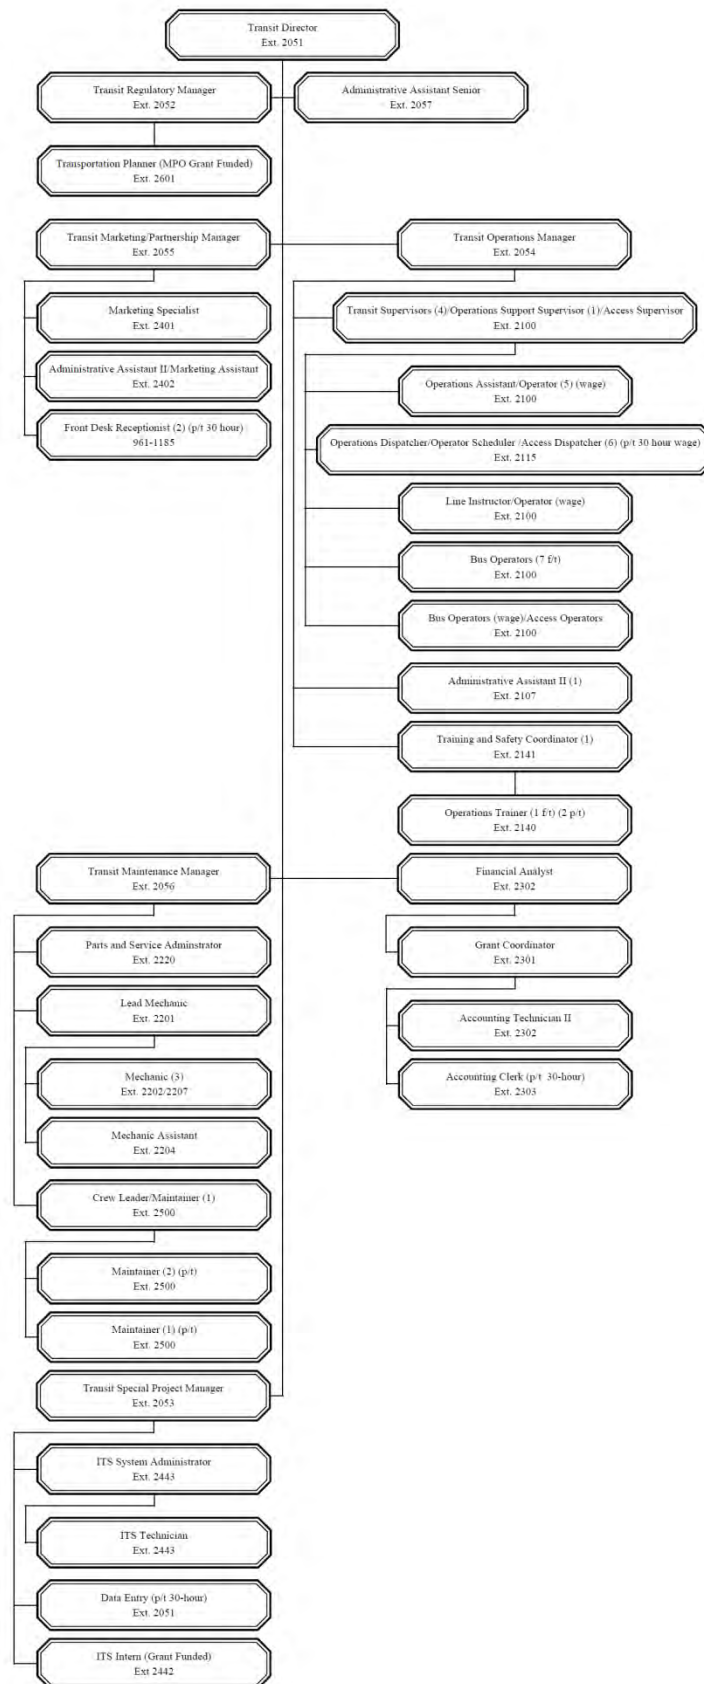 Transit Director
Ext. 2051
Transit Regulatory Manager
Ext. 2052
Administrative Assistant Senior
Ext. 2057
Transportation Planner (MPO Grant Funded)
Ext. 2601
Transit Marketing/Partnership Manager
Ext. 2055
Transit Operations Manager
Ext. 2054
Marketing Specialist
Ext. 2401
Transit Supervisors (4)/Operations Support Supervisor (1)/Access Supervisor
Ext. 2100
Administrative Assistant II/Marketing Assistant
Ext. 2402
Operations Assistant/Operator (5) (wage)
Ext. 2100
Front Desk Receptionist (2) (p/t 30 hour)
961-1185
Operations Dispatcher/Operator Scheduler /Access Dispatcher (6) (p/t 30 hour wage)
Ext. 2115
Line Instructor/Operator (wage)
Ext. 2100
Bus Operators (7 f/t)
Ext. 2100
Bus Operators (wage)/Access Operators
Ext. 2100
Administrative Assistant II (1)
Ext. 2107
Training and Safety Coordinator (1)
Ext. 2141
Operations Trainer (1 f/t) (2 p/t)
Ext. 2140
Transit Maintenance Manager
Ext. 2056
Financial Analyst
Ext. 2302
Parts and Service Adminstrator
Ext. 2220
Grant Coordinator
Ext. 2301
Lead Mechanic
Ext. 2201
Accounting Technician II
Ext. 2302
Mechanic (3)
Ext. 2202/2207
Accounting Clerk (p/t 30-hour)
Ext. 2303
Mechanic Assistant
Ext. 2204
Crew Leader/Maintainer (1)
Ext. 2500
Maintainer (2) (p/t)
Ext. 2500
Maintainer (1) (p/t)
Ext. 2500
Transit Special Project Manager
Ext. 2053
ITS System Administrator
Ext. 2443
ITS Technician
Ext. 2443
Data Entry (p/t 30-hour)
Ext. 2051
ITS Intern (Grant Funded)
Ext 2442